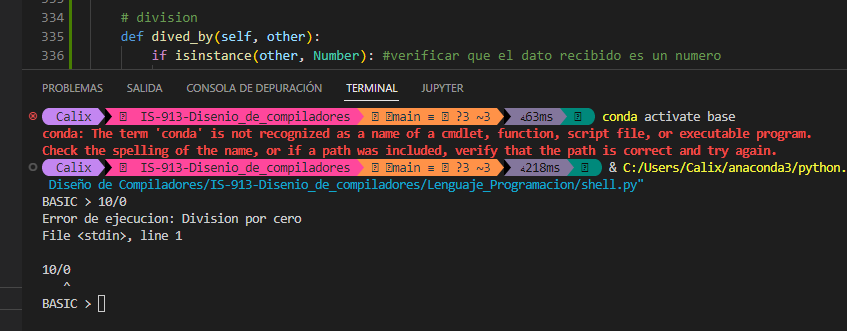 334 # division
335 def dived_by(self, other):
336 if isinstance(other, Number): #verificar que el dato recibido es un numero
PROBLEMAS SALIDA CONSOLA DE DEPURACIÓN TERMINAL JUPYTER
Calix IS-913-Disenio_de_compiladores main ≡ ?3 ~3 63ms conda activate base
conda: The term 'conda' is not recognized as a name of a cmdlet, function, script file, or executable program.
Check the spelling of the name, or if a path was included, verify that the path is correct and try again.
Calix IS-913-Disenio_de_compiladores main ≡ ?3 ~3 218ms & C:/Users/Calix/anaconda3/python.
Diseño de Compiladores/IS-913-Disenio_de_compiladores/Lenguaje_Programacion/shell.py"
BASIC > 10/0
Error de ejecucion: Division por cero
File <stdin>, line 1
10/0
^
BASIC >